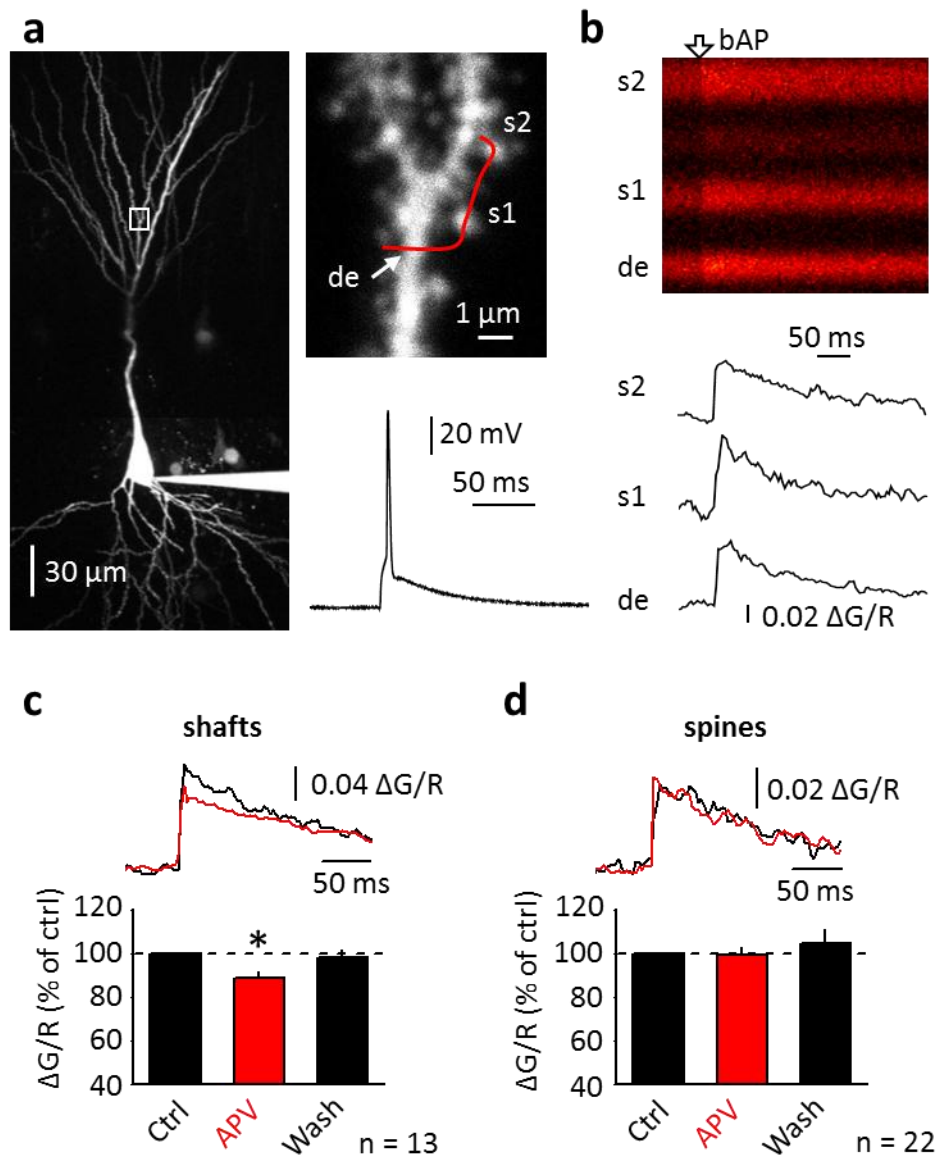 a
b
bAP
s2
s1
de
s2
s1
de
1 µm
30 µm
20 mV
50 ms
50 ms
s2
s1
de
0.02 ΔG/R
c
shafts
0.04 ΔG/R
50 ms
ΔG/R (% of ctrl)
120
100
80
60
40
*
Ctrl
APV
Wash
n = 13
d
spines
0.02 ΔG/R
50 ms
ΔG/R (% of ctrl)
120
100
80
60
40
Ctrl
APV
Wash
n = 22